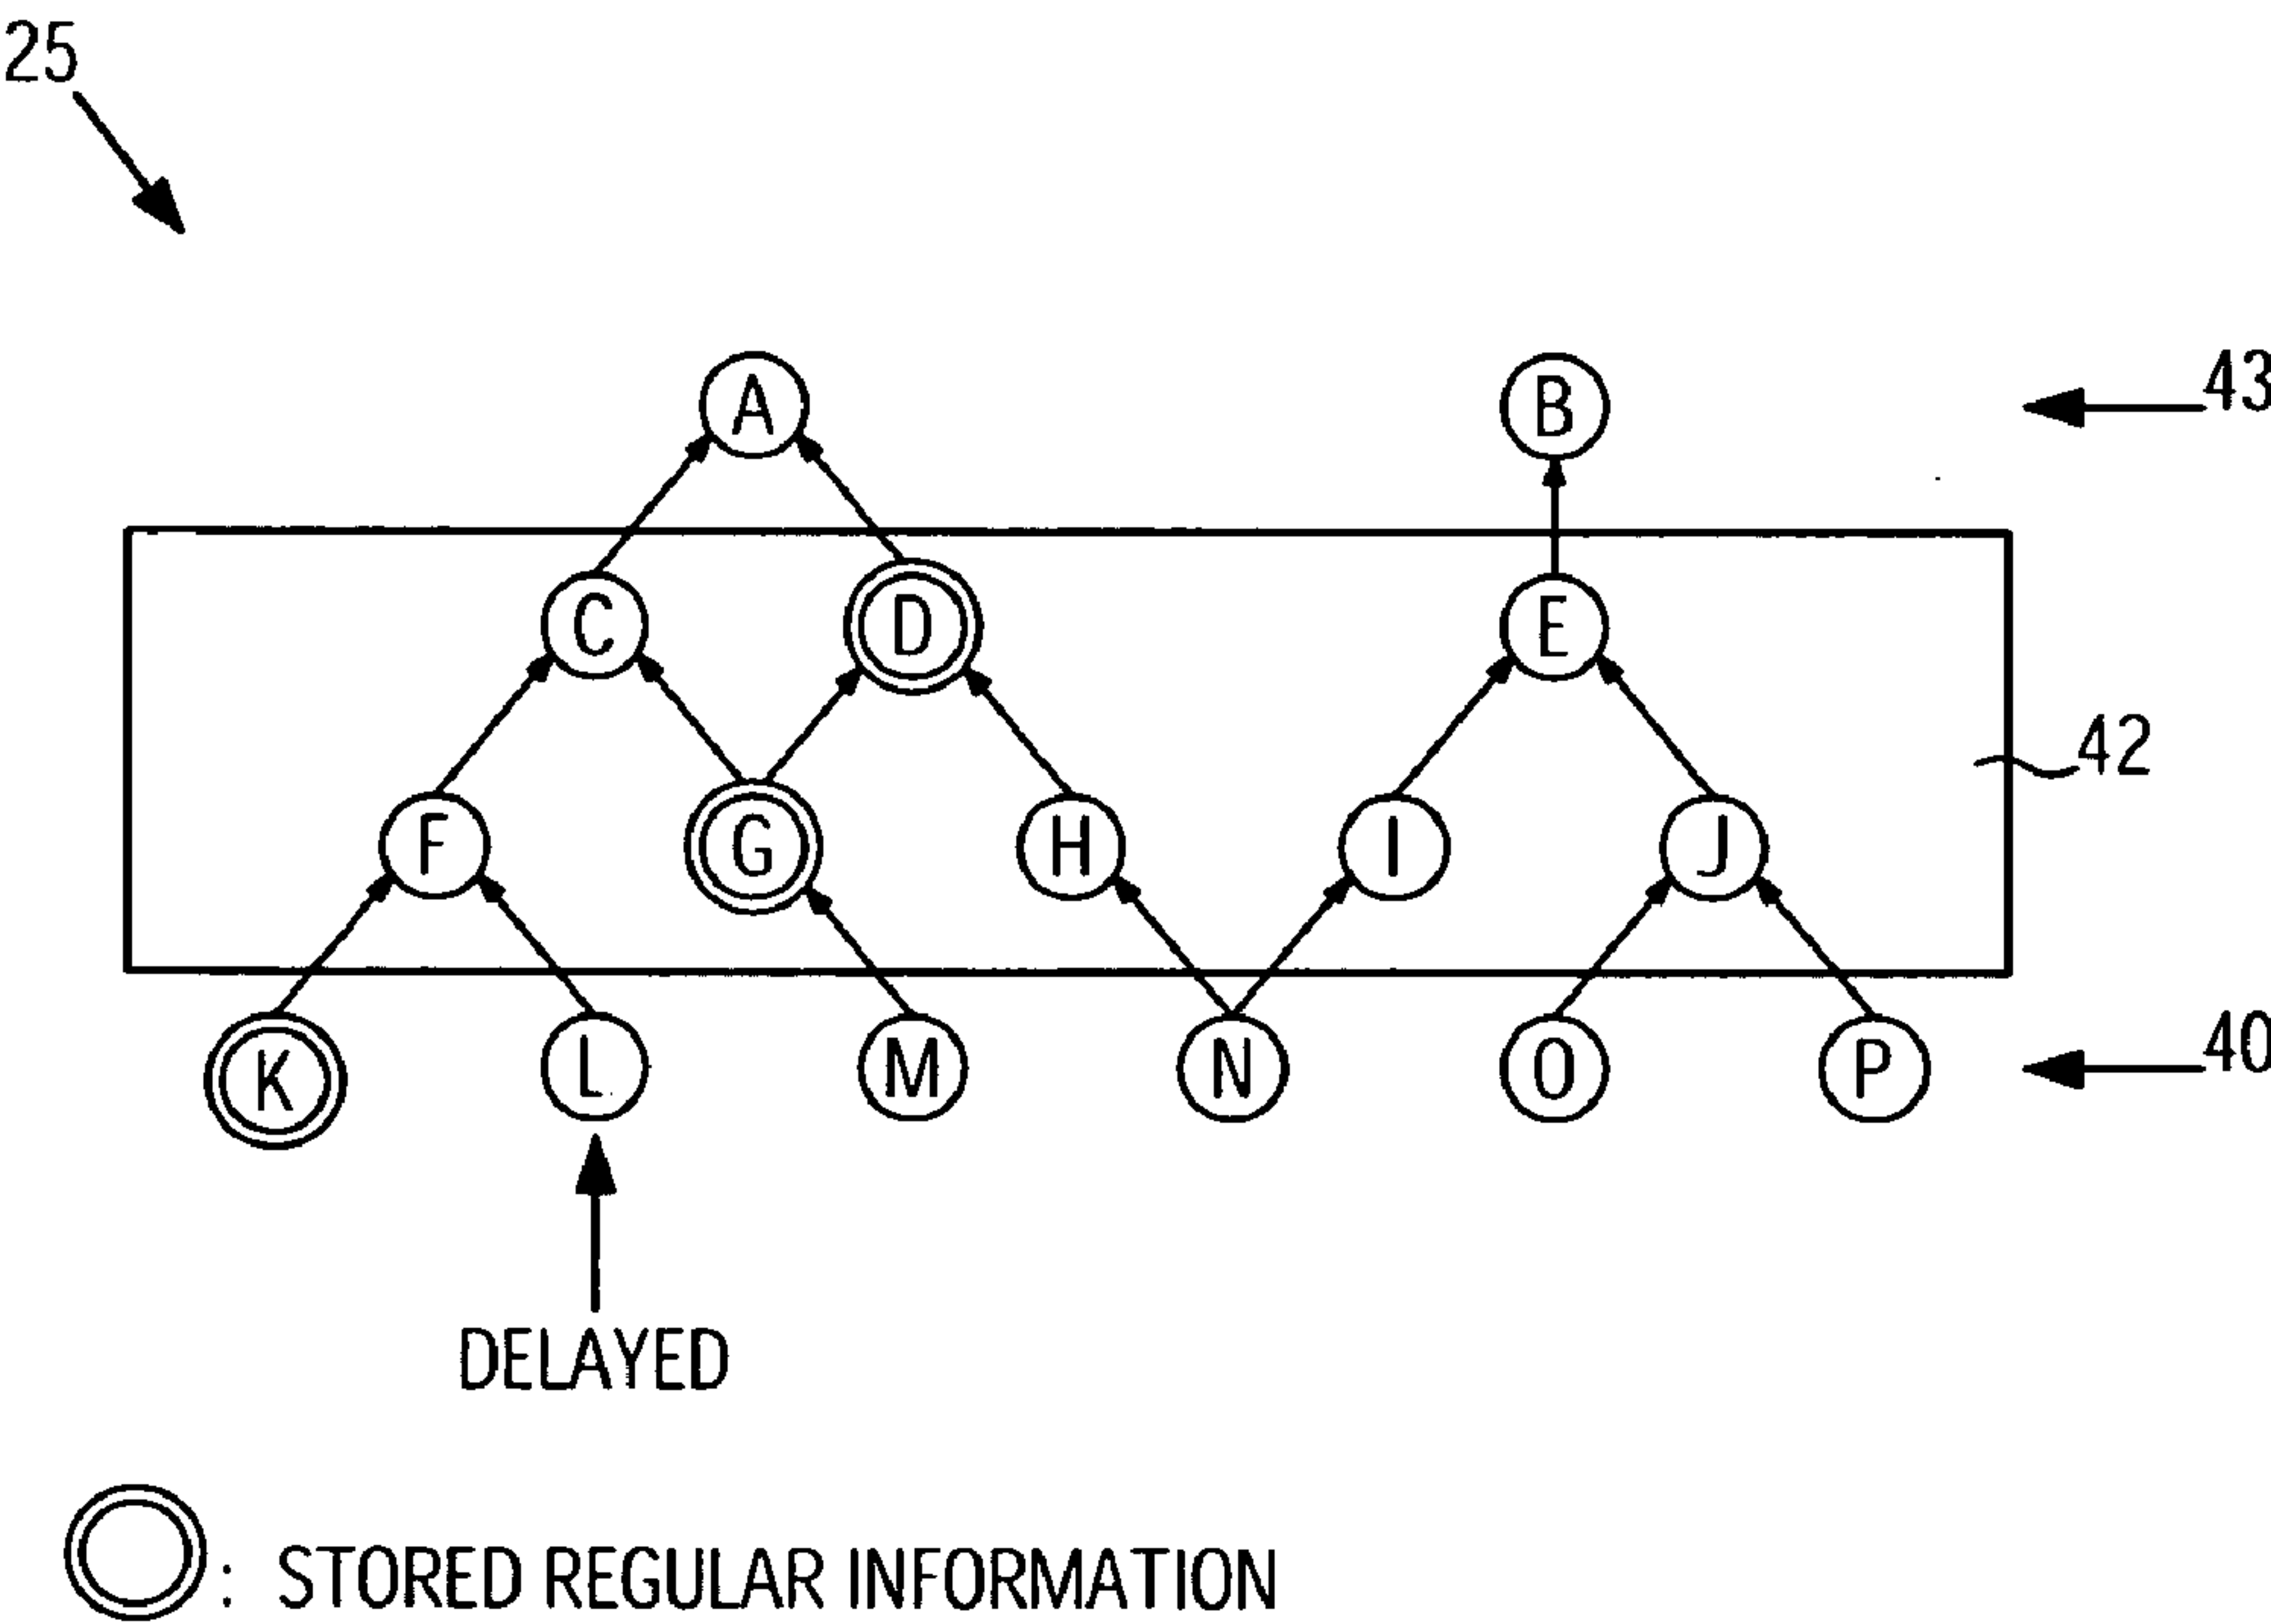 25
A B 43
C D E
42
F G H I J
K L M N O P 40
DELAYED
: STORED REGULAR INFORMATION